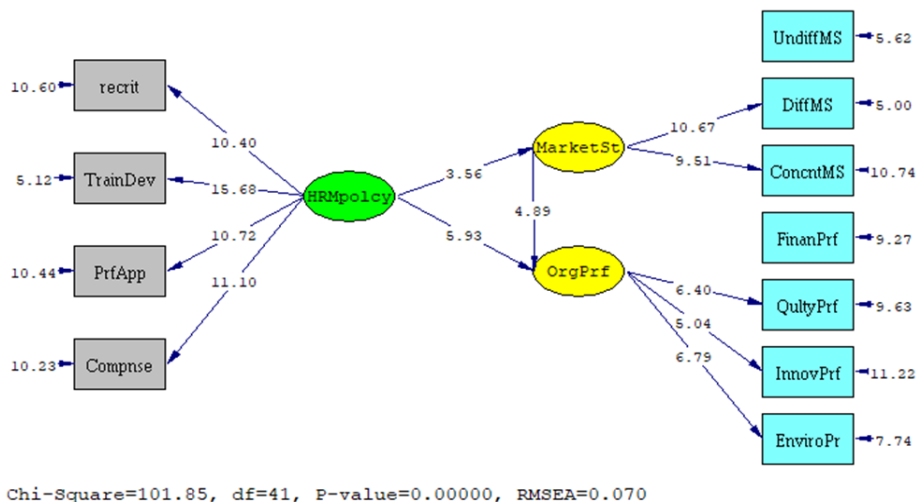 UndiffMS
5.62
10.60
recrit
DiffMS
5.00
10.40
10.67
MarketSt
5.12
TrainDev
15.68
3.56
9.51
ConcntMS
10.74
HRMpolcy
4.89
10.72
5.93
FinanPrf
9.27
10.44
PrfApp
OrgPrf
11.10
6.40
QultyPrf
9.63
5.04
10.23
Compnse
6.79
InnovPrf
11.22
EnviroPr
7.74
Chi-Square=101.85, df=41, P-value=0.00000, RMSEA=0.070